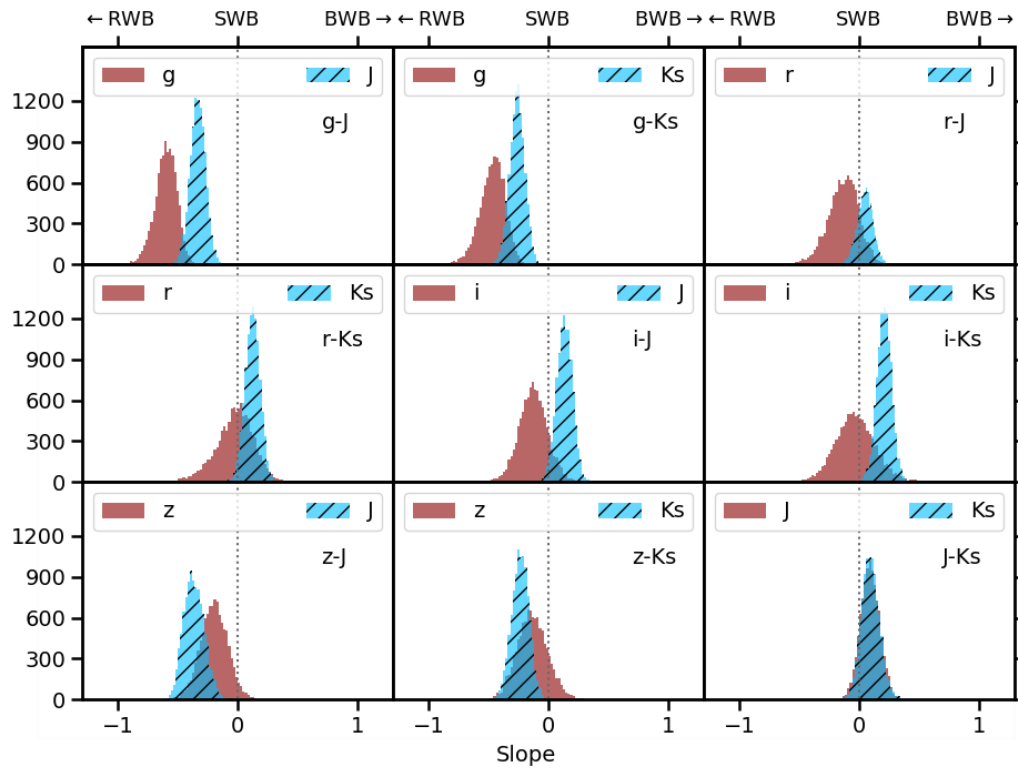 ← RWB SWB BWB → ← RWB SWB BWB → ← RWB SWB BWB →
g J g Ks r J
1200 g-J g-Ks r-J
900
600
300
0
r Ks i J i Ks
1200 r-Ks i-J i-Ks
900
600
300
0
z J z Ks J Ks
1200 z-J z-Ks J-Ks
900
600
300
0
−1 0 1 −1 0 1 −1 0 1
Slope